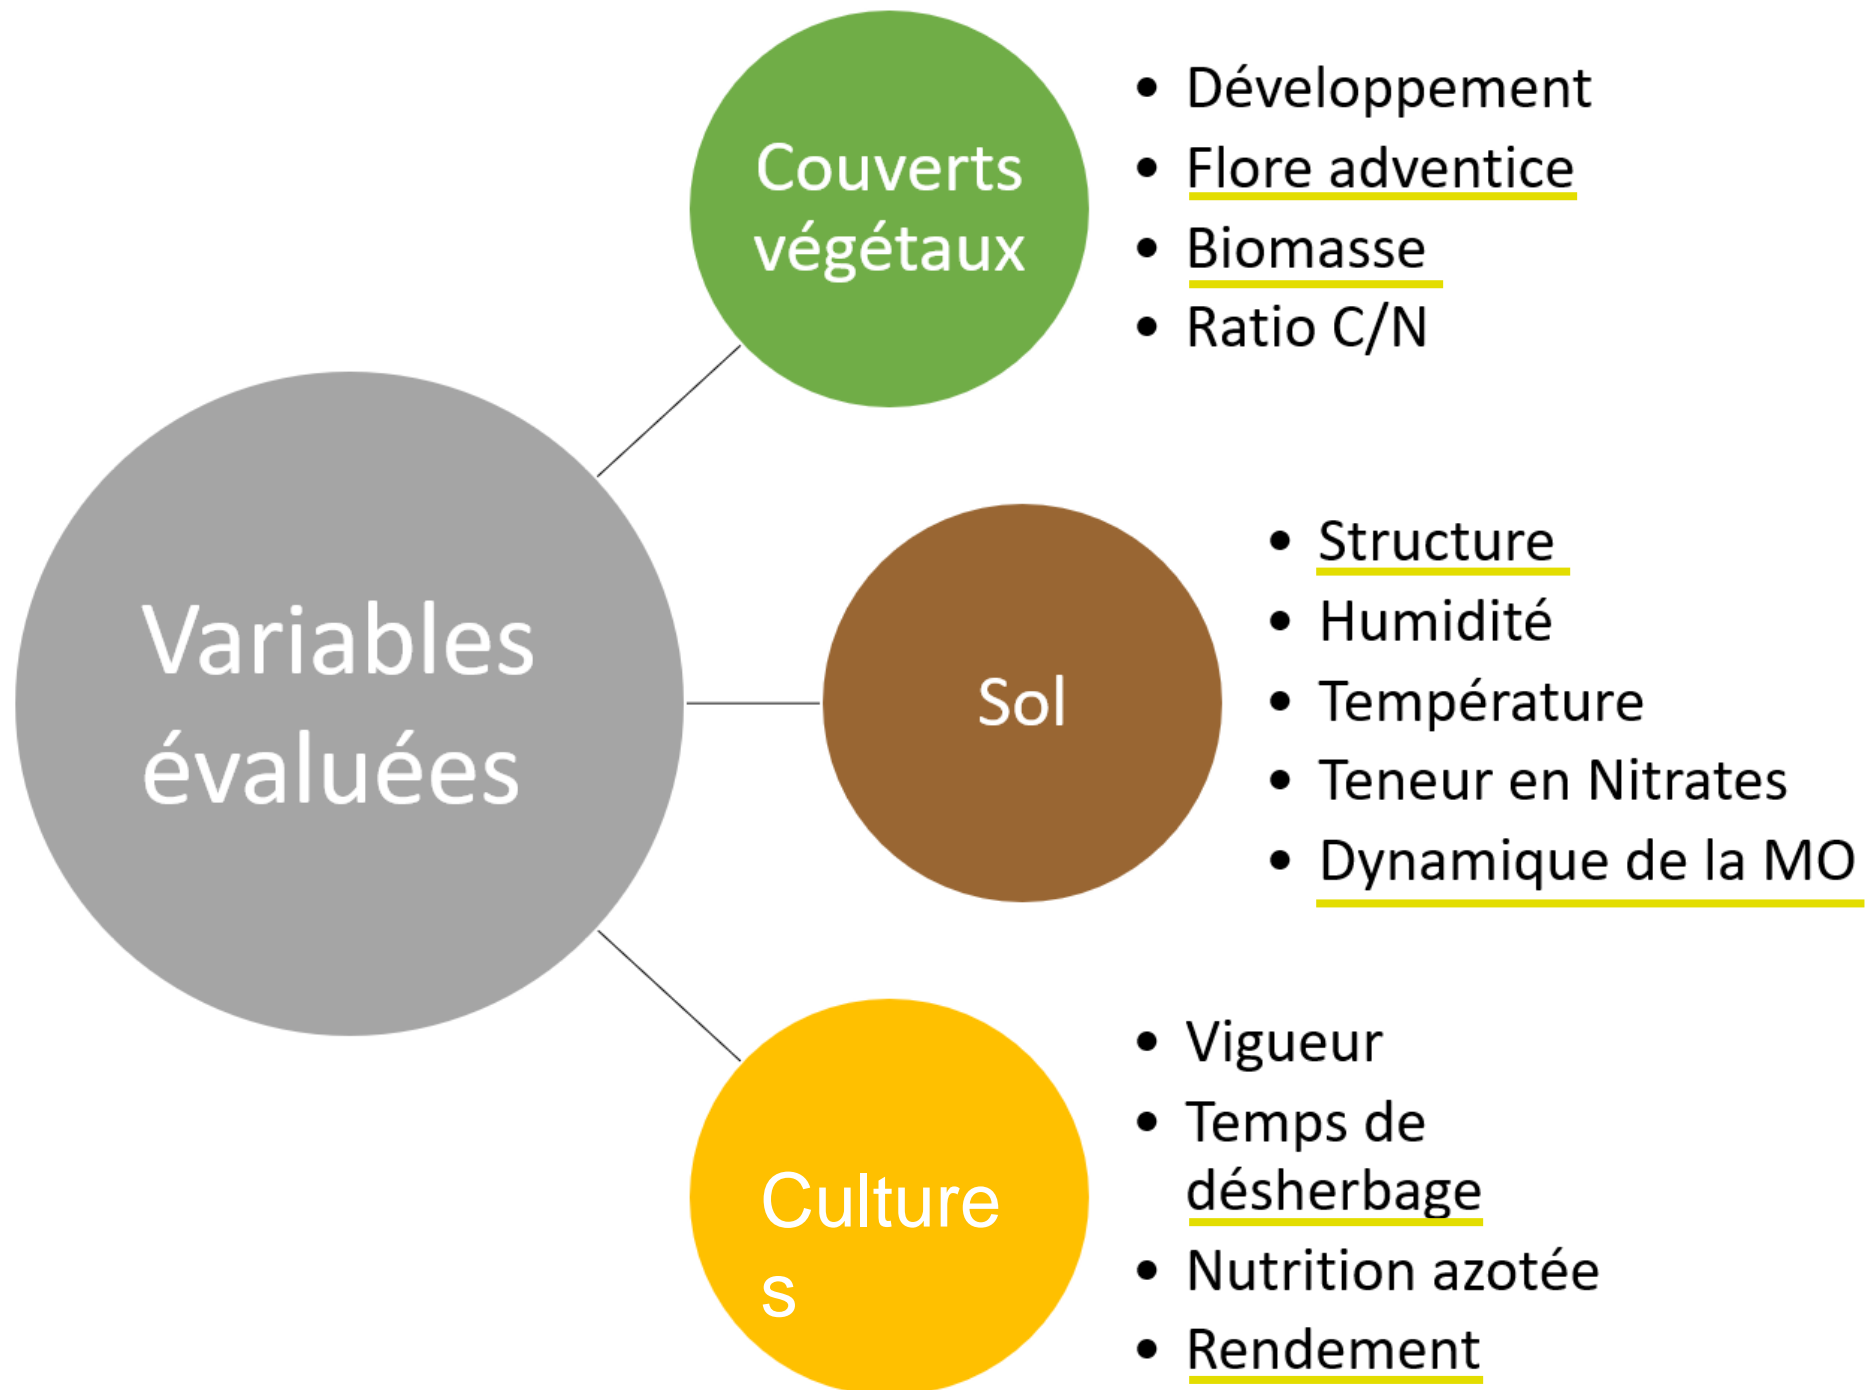 Couverts
végétaux
• Développement
• Flore adventice
• Biomasse
• Ratio C/N
Variables
évaluées
Sol
• Structure
• Humidité
• Température
• Teneur en Nitrates
• Dynamique de la MO
Culture
s
• Vigueur
• Temps de
désherbage
• Nutrition azotée
• Rendement